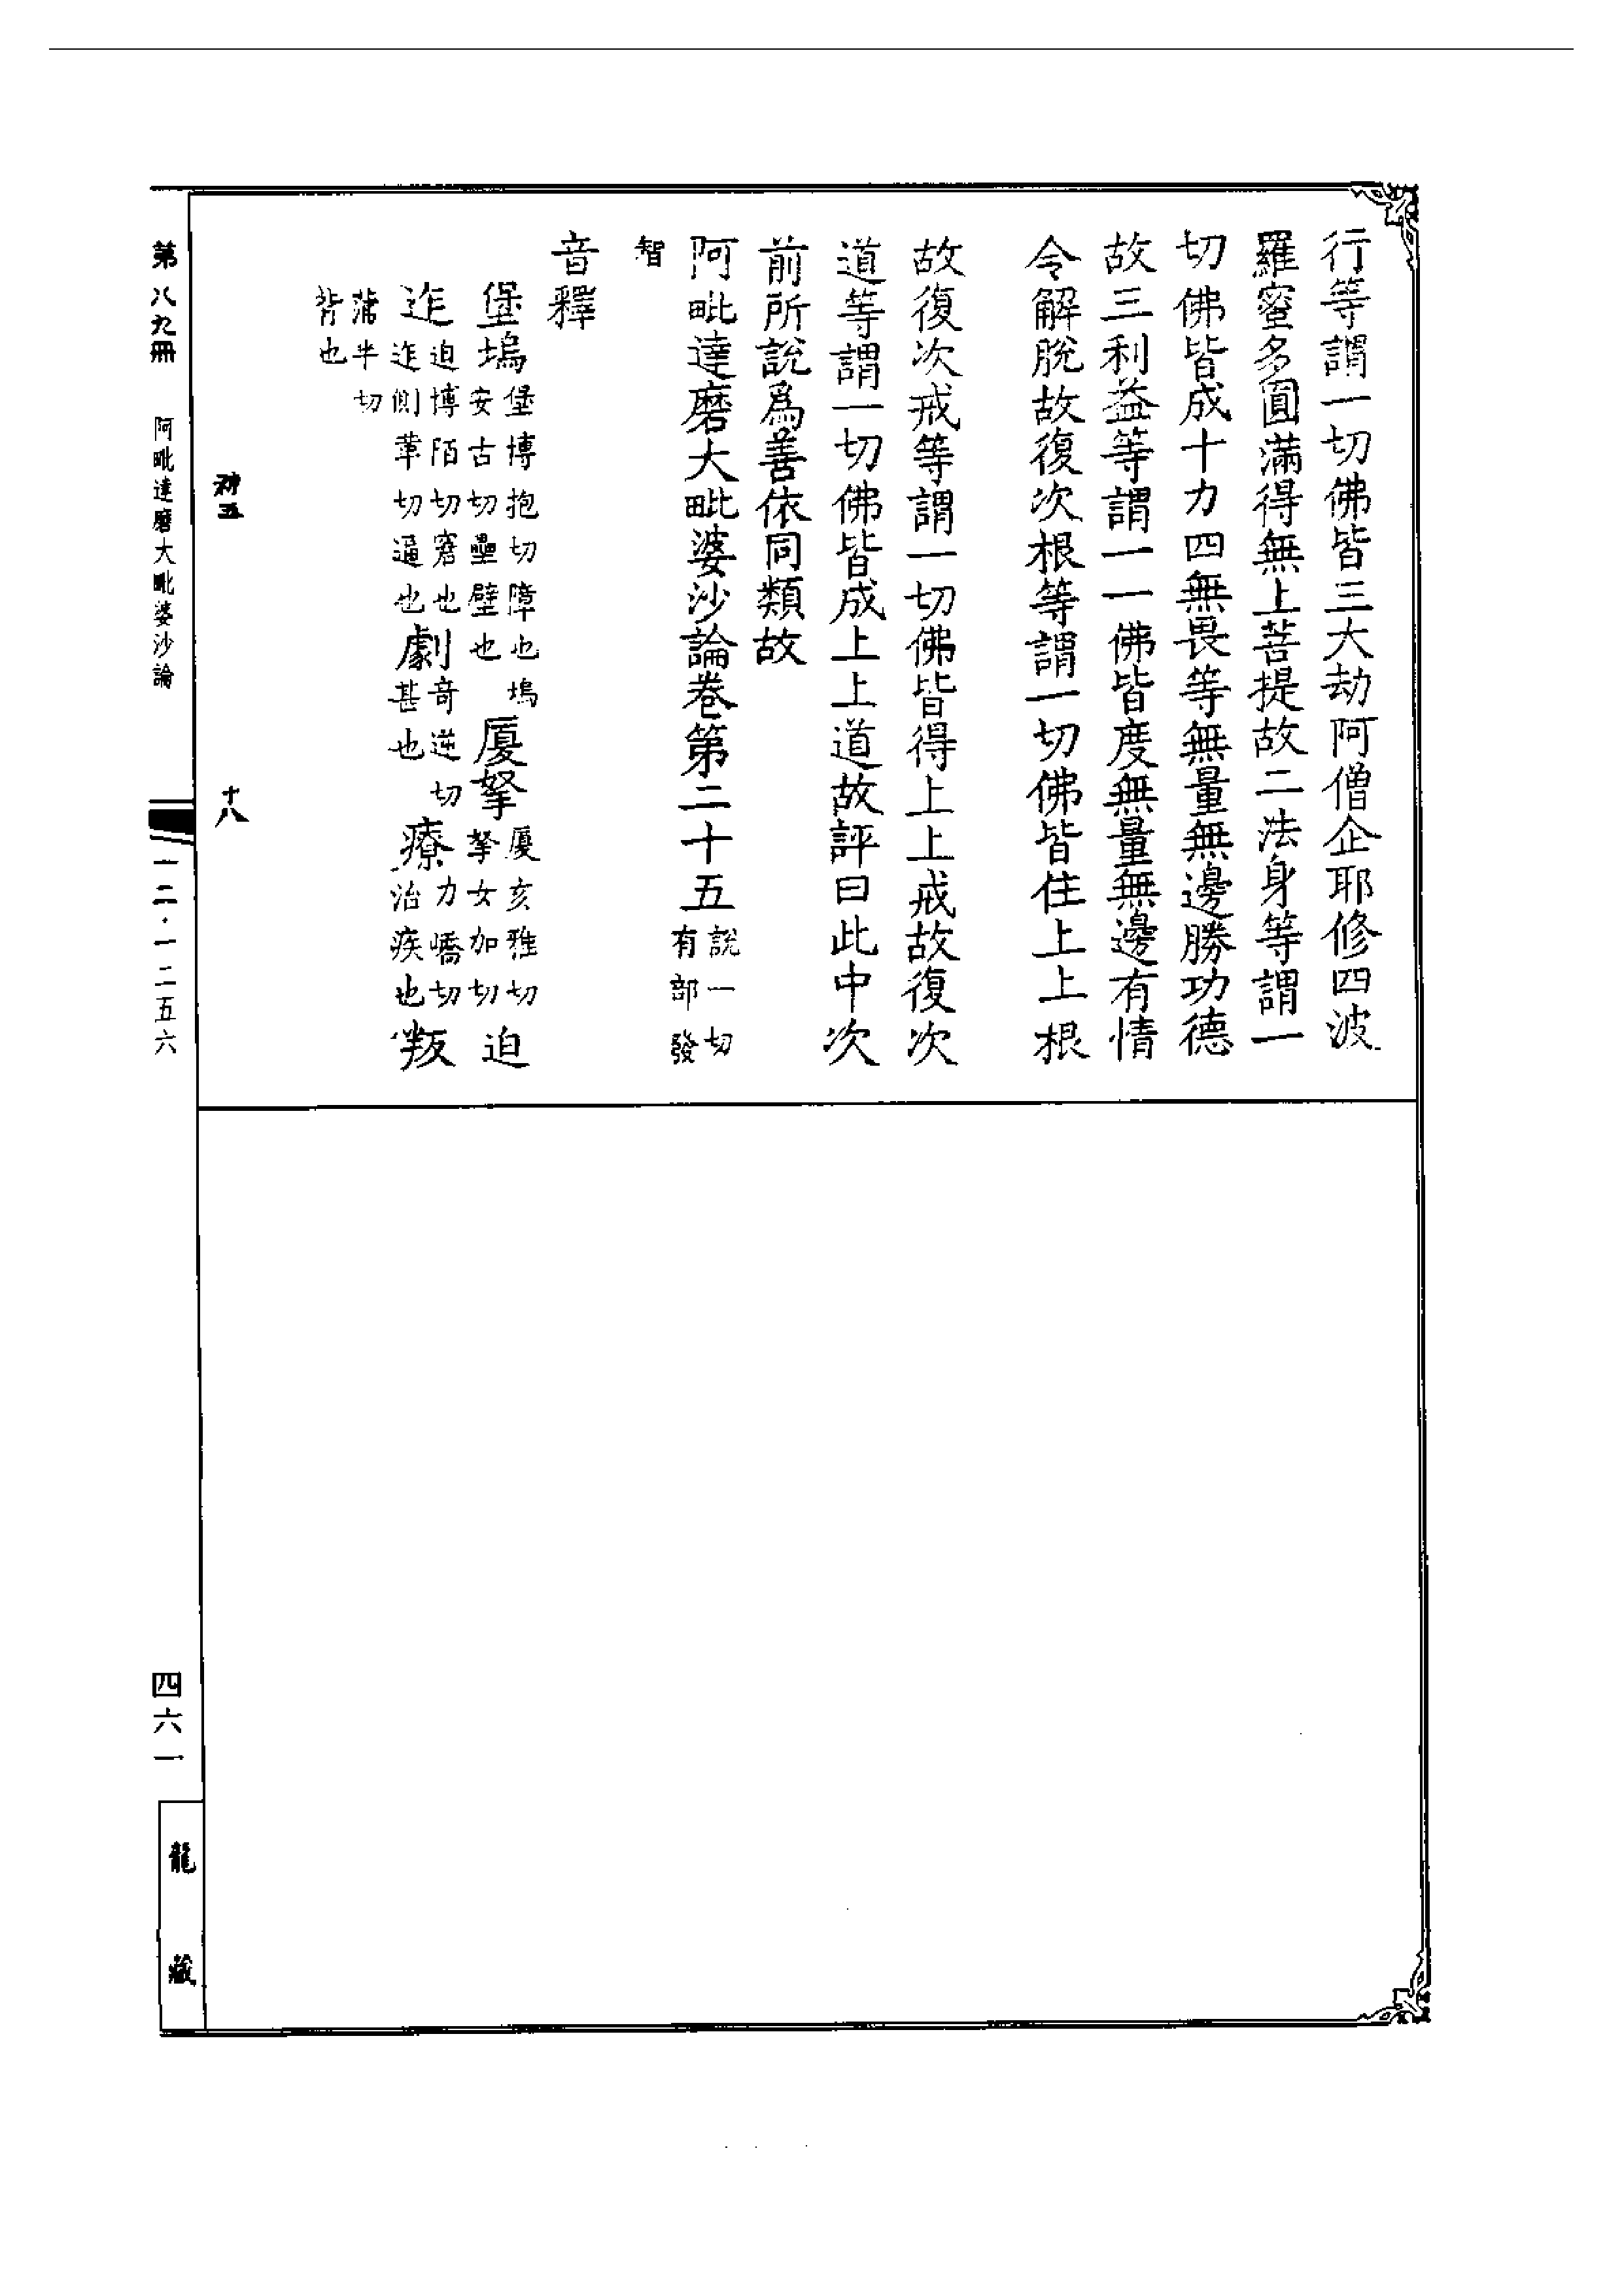 行等謂一切佛皆三大劫阿僧企耶修四波
羅蜜多圓滿得無上菩提故二法身等謂一
切佛皆成十力四無畏等無量無邊勝功德
故三利益等謂一一佛皆度無量無邊有情
令解脫故復次根等謂一切佛皆住上上根
故復次戒等謂一切佛皆得上上戒故復次
道等謂一切佛皆成上上道故評曰此中次
前所說爲善依同類故
阿毗達磨大毗婆沙論卷第二十五 說一切有部發
智
音釋
堡塢 堡博抱切障也塢安古切壘壁也 廈拏 廈亥雅切拏女加切 迫
迮 迫博陌切窘也迮側革切逼也 劇 奇逆切甚也 療 力嶠切治疾也 叛
蒲半切背也
神五 十八
第八九冊 阿毗達磨大毗婆沙論 一二·一二五六 四六一 龍藏